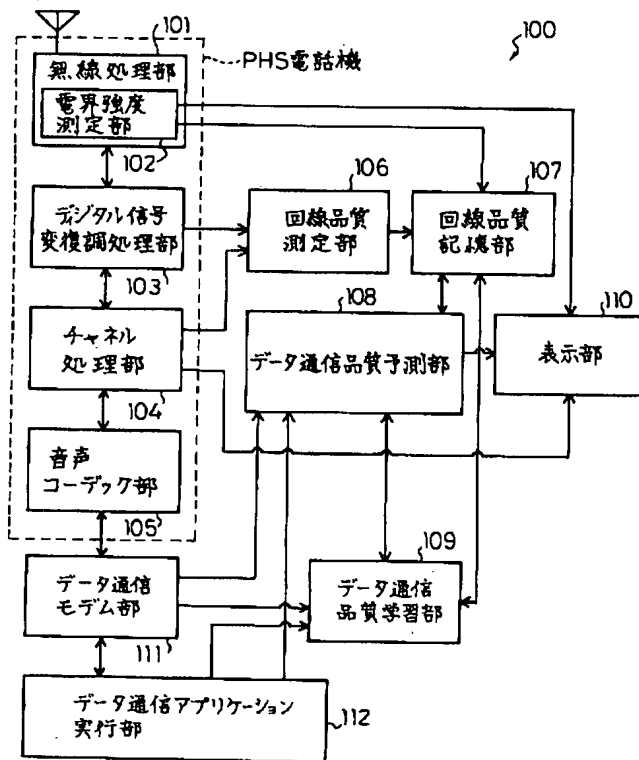 101
100
PHS電話機
無線処理部
電界強度
測定部
102
106
107
ディジタル信号
変復調処理部
103
回線品質
測定部
回線品質
記憶部
108
110
チャネル
処理部
104
データ通信品質予測部
表示部
音声
コーデック部
105
109
データ通信
モデム部
111
データ通信
品質学習部
データ通信アプリケーション
実行部
112